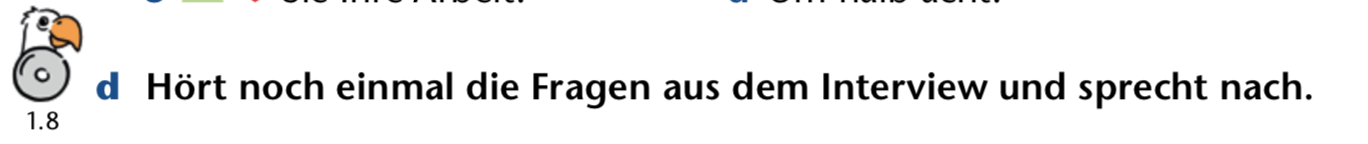 d Hört noch einmal die Fragen aus dem Interview und sprecht nach.
1.8